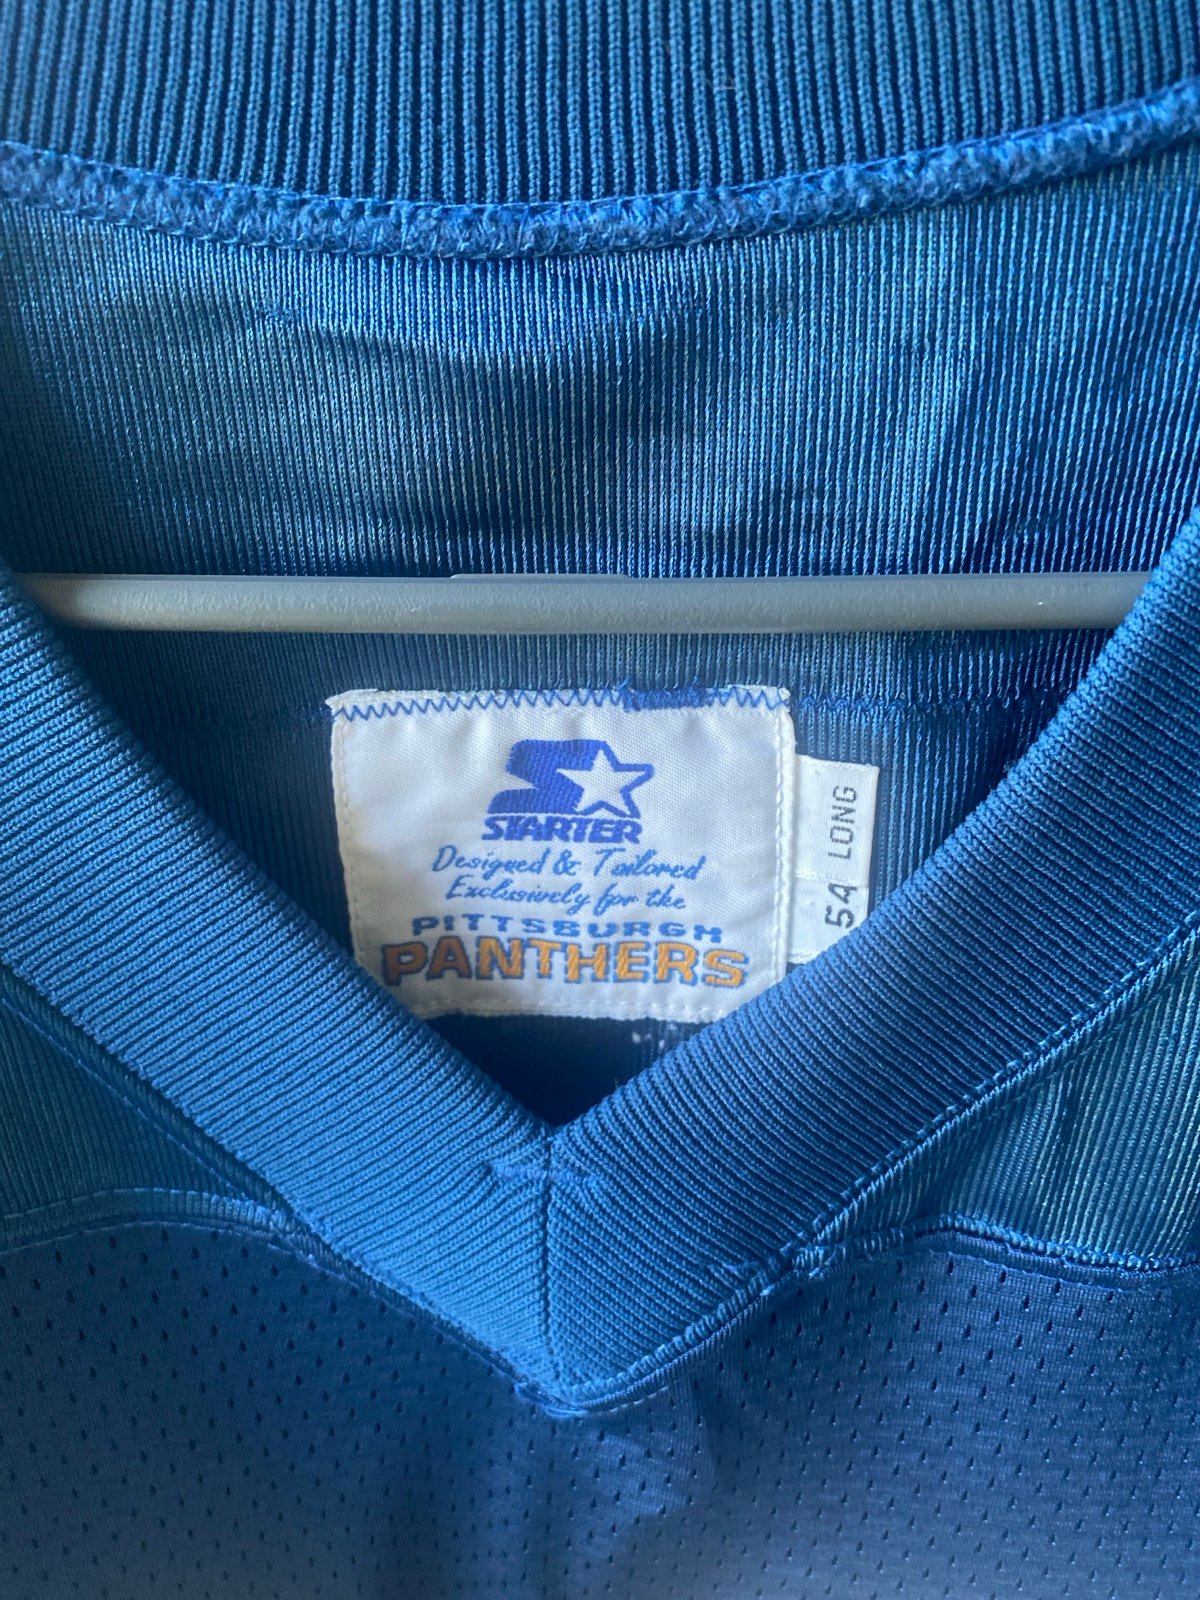 STARTER
Designed & Tailored
Exclusively for the
PITTSBURGH
PANTHERS
54 LONG